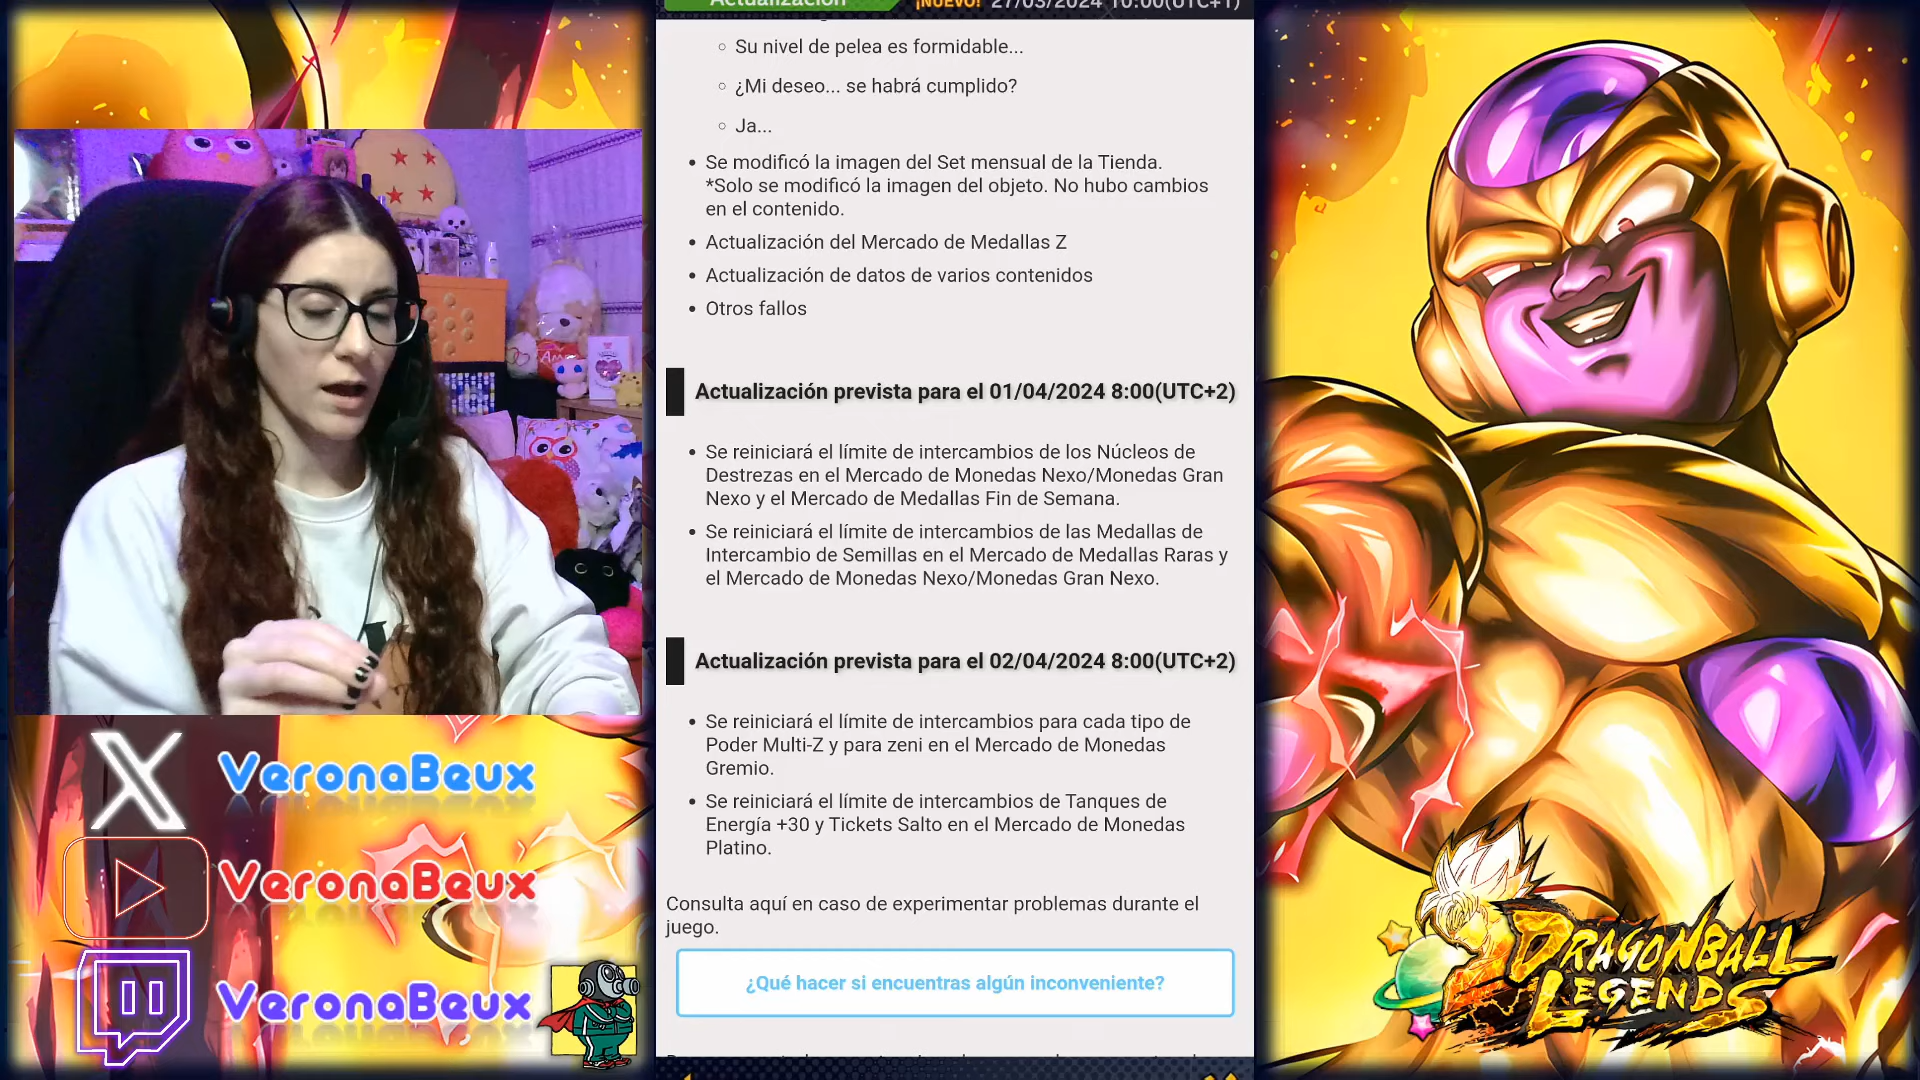 Actualización
¡NUEVO! 27/03/2024 10:00(UTC+1)
Su nivel de pelea es formidable...
¿Mi deseo... se habrá cumplido?
Ja...
Se modificó la imagen del Set mensual de la Tienda.
*Solo se modificó la imagen del objeto. No hubo cambios
en el contenido.
Actualización del Mercado de Medallas Z
Actualización de datos de varios contenidos
Otros fallos
Actualización prevista para el 01/04/2024 8:00(UTC+2)
Se reiniciará el límite de intercambios de los Núcleos de
Destrezas en el Mercado de Monedas Nexo/Monedas Gran
Nexo y el Mercado de Medallas Fin de Semana.
Se reiniciará el límite de intercambios de las Medallas de
Intercambio de Semillas en el Mercado de Medallas Raras y
el Mercado de Monedas Nexo/Monedas Gran Nexo.
Actualización prevista para el 02/04/2024 8:00(UTC+2)
Se reiniciará el límite de intercambios para cada tipo de
Poder Multi-Z y para zeni en el Mercado de Monedas
Gremio.
Se reiniciará el límite de intercambios de Tanques de
Energía +30 y Tickets Salto en el Mercado de Monedas
Platino.
Consulta aquí en caso de experimentar problemas durante el
juego.
¿Qué hacer si encuentras algún inconveniente?
VeronaBeux
VeronaBeux
VeronaBeux
DRAGONBALL
LEGENDS